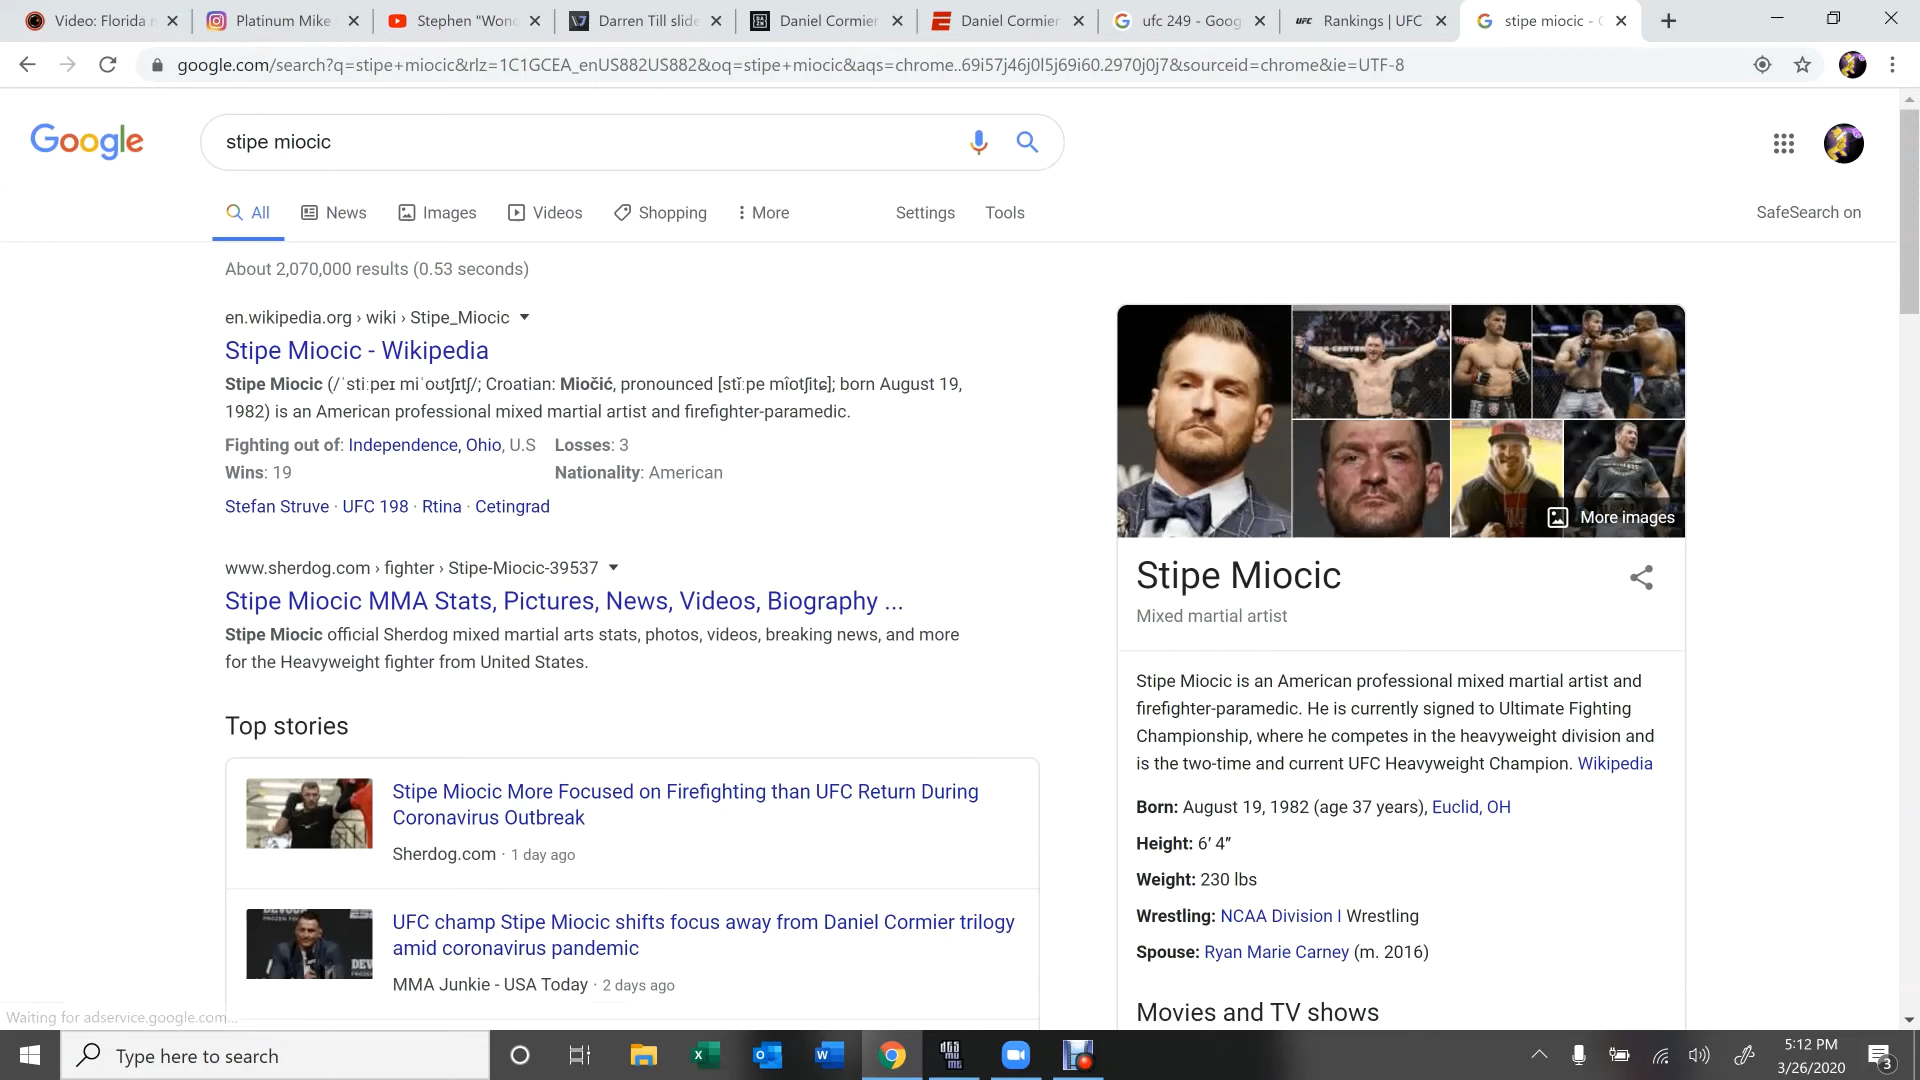 Video: Florida
Platinum Mike
Stephen "Wond
Darren Till slide
Daniel Cormier
Daniel Cormier
ufc 249 - Goog
UFC Rankings | UFC
stipe miocic -
google.com/search?q=stipe+miocic&rlz=1C1GCEA_enUS882US882&oq=stipe+miocic&aqs=chrome..69i57j46j0l5j69i60.2970j0j7&sourceid=chrome&ie=UTF-8
Google
stipe miocic
All
News
Images
Videos
Shopping
More
Settings
Tools
SafeSearch on
About 2,070,000 results (0.53 seconds)
en.wikipedia.org › wiki › Stipe_Miocic
Stipe Miocic - Wikipedia
Stipe Miocic (/ˈstiːpeɪ miˈoʊtʃɪtʃ/; Croatian: Miočić, pronounced [stǐːpe mîotʃitɕ]; born August 19,
1982) is an American professional mixed martial artist and firefighter-paramedic.
Fighting out of: Independence, Ohio, U.S Losses: 3
Wins: 19 Nationality: American
Stefan Struve · UFC 198 · Rtina · Cetingrad
www.sherdog.com › fighter › Stipe-Miocic-39537
Stipe Miocic MMA Stats, Pictures, News, Videos, Biography ...
Stipe Miocic official Sherdog mixed martial arts stats, photos, videos, breaking news, and more
for the Heavyweight fighter from United States.
Top stories
Stipe Miocic More Focused on Firefighting than UFC Return During
Coronavirus Outbreak
Sherdog.com · 1 day ago
UFC champ Stipe Miocic shifts focus away from Daniel Cormier trilogy
amid coronavirus pandemic
MMA Junkie - USA Today · 2 days ago
More images
Stipe Miocic
Mixed martial artist
Stipe Miocic is an American professional mixed martial artist and
firefighter-paramedic. He is currently signed to Ultimate Fighting
Championship, where he competes in the heavyweight division and
is the two-time and current UFC Heavyweight Champion. Wikipedia
Born: August 19, 1982 (age 37 years), Euclid, OH
Height: 6′ 4″
Weight: 230 lbs
Wrestling: NCAA Division I Wrestling
Spouse: Ryan Marie Carney (m. 2016)
Movies and TV shows
Waiting for adservice.google.com...
Type here to search
5:12 PM
3/26/2020
3